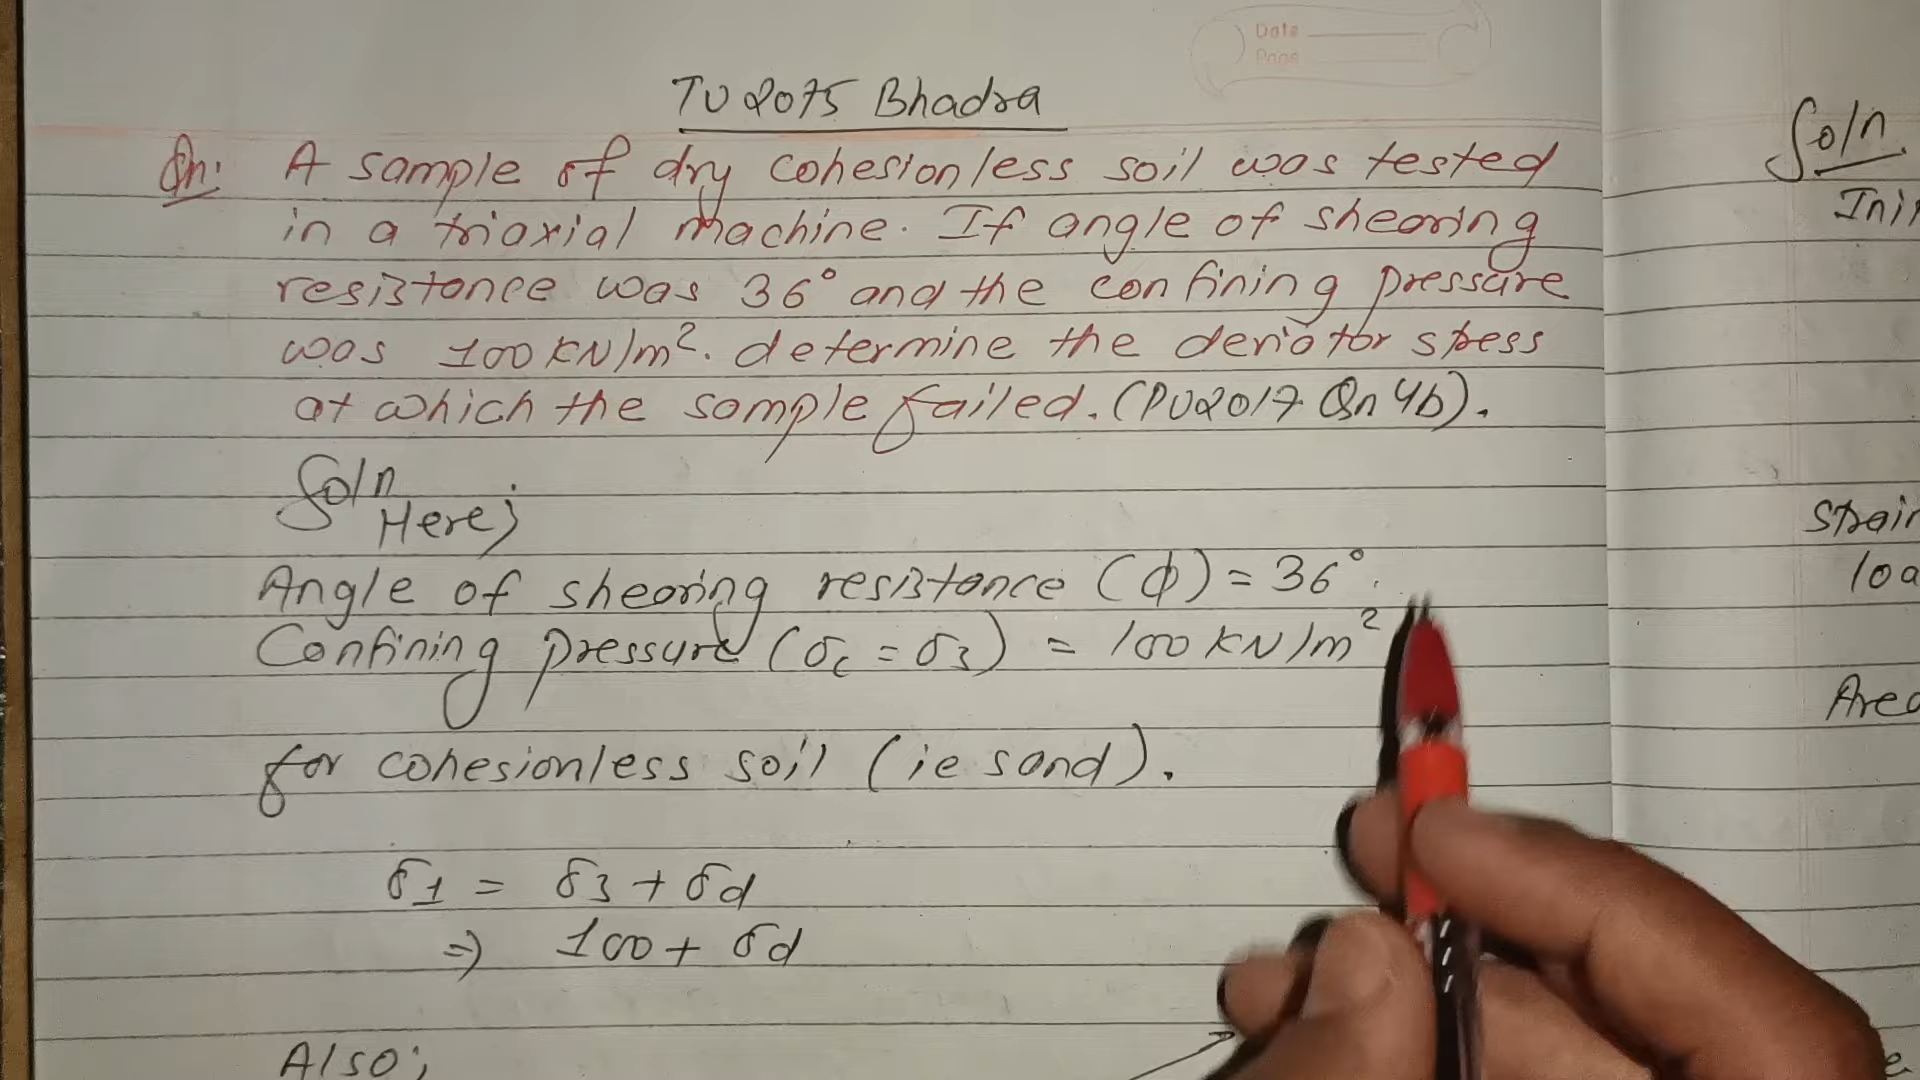 Date
Page
TU 2075 Bhadra
Qn: A sample of dry cohesionless soil was tested
in a triaxial machine. If angle of shearing
resistance was 36° and the confining pressure
was 100 KN/m². determine the deviator stress
at which the sample failed. (PU2017 Qn 4b).
Soln
Here;
Angle of shearing resistance (ϕ) = 36°.
Confining pressure (σc = σ3) = 100 KN/m²
for cohesionless soil (ie sand).
σ1 = σ3 + σd
⇒ 100 + σd
Also;
Soln.
Strain
Area